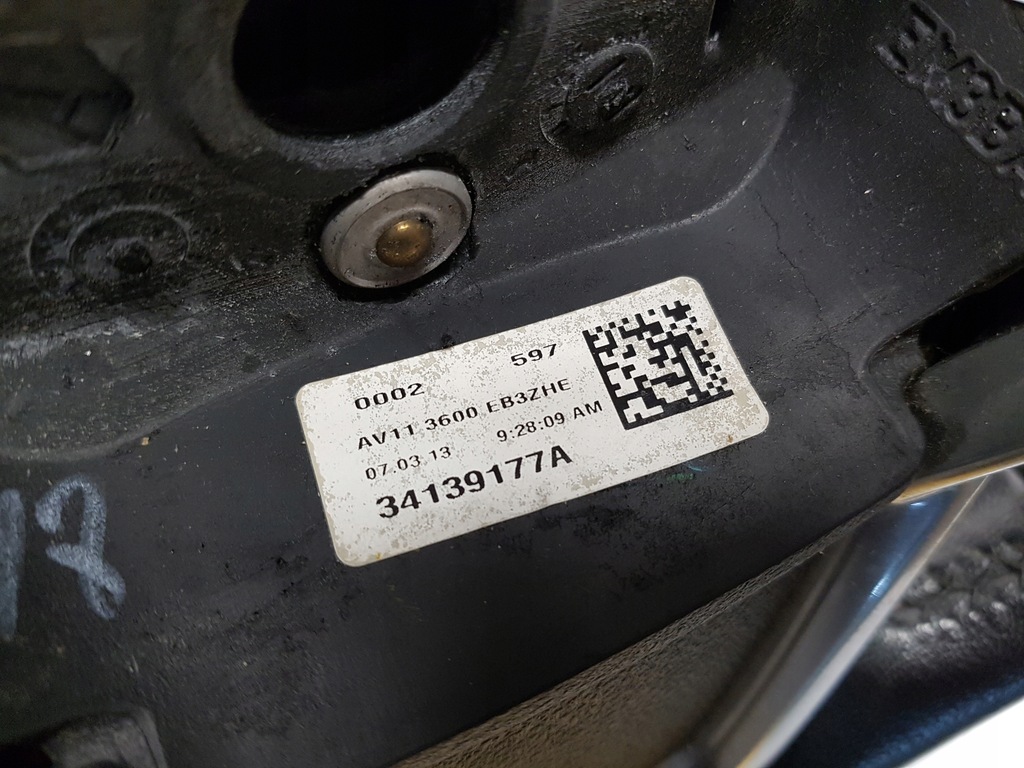 0002 597
AV11 3600 EB3ZHE
07.03 13 9:28:09 AM
34139177A